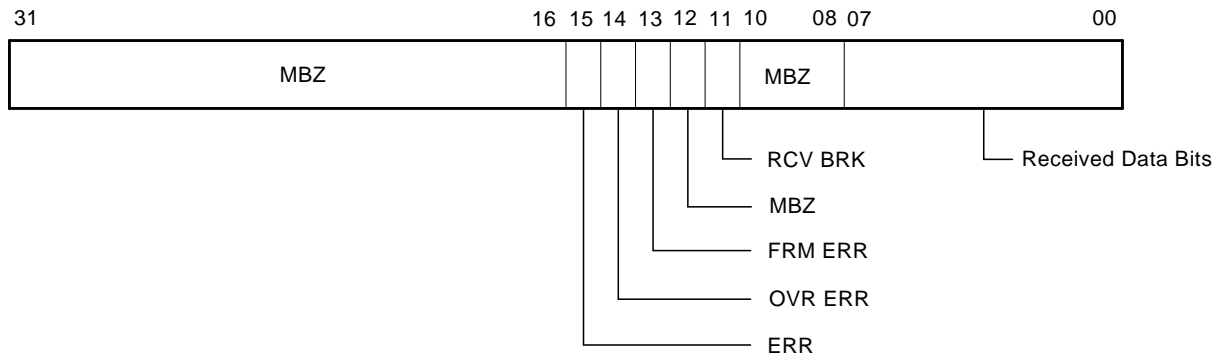 31 16 15 14 13 12 11 10 08 07 00
MBZ MBZ
RCV BRK Received Data Bits
MBZ
FRM ERR
OVR ERR
ERR